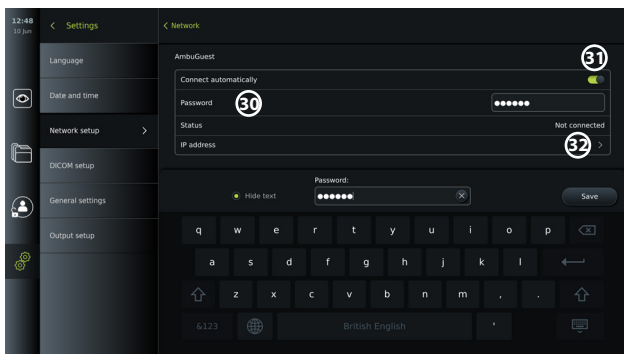 12:48
10 Jun
< Settings
< Network
Language
Date and time
Network setup >
DICOM setup
General settings
Output setup
AmbuGuest
31
Connect automatically
Password 30 ●●●●●●
Status Not connected
IP address 32 >
Password:
Hide text ●●●●●● Save
q w e r t y u i o p
a s d f g h j k l
z x c v b n m , .
&123 British English '